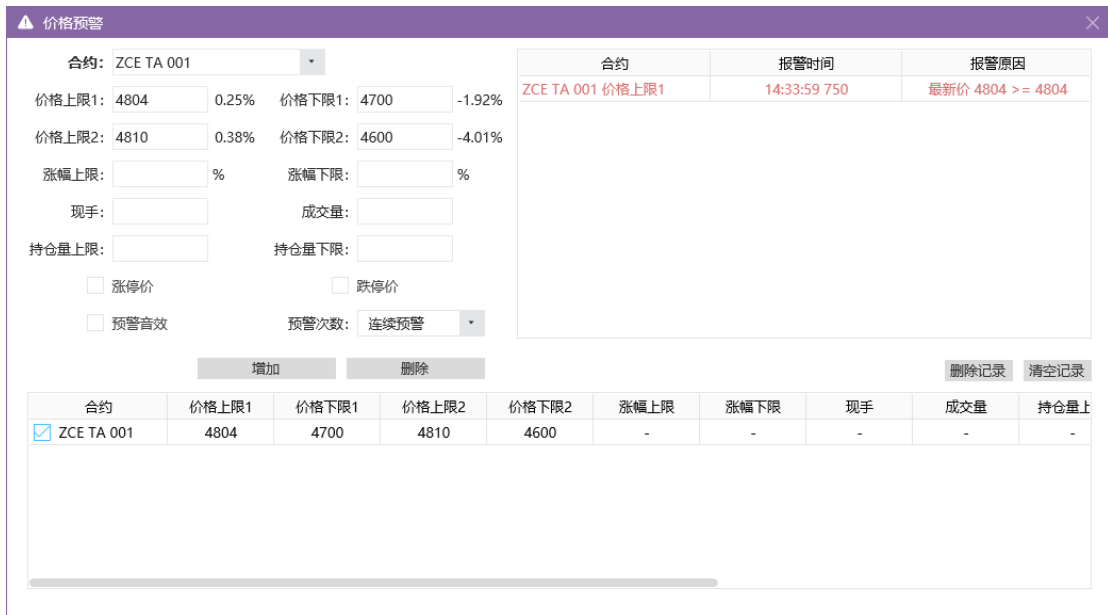 价格预警
合约: ZCE TA 001
价格上限1: 4804 0.25% 价格下限1: 4700 -1.92%
价格上限2: 4810 0.38% 价格下限2: 4600 -4.01%
涨幅上限: % 涨幅下限: %
现手: 成交量:
持仓量上限: 持仓量下限:
涨停价 跌停价
预警音效 预警次数: 连续预警
增加 删除
合约 报警时间 报警原因
ZCE TA 001 价格上限1 14:33:59 750 最新价 4804 >= 4804
删除记录 清空记录
合约 价格上限1 价格下限1 价格上限2 价格下限2 涨幅上限 涨幅下限 现手 成交量 持仓量上
ZCE TA 001 4804 4700 4810 4600 - - - - -